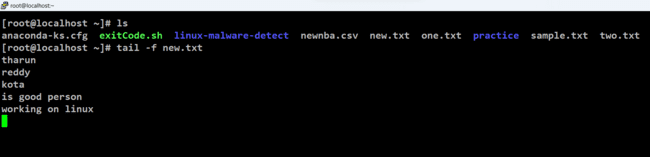 root@localhost:~
[root@localhost ~]# ls
anaconda-ks.cfg exitCode.sh linux-malware-detect newnba.csv new.txt one.txt practice sample.txt two.txt
[root@localhost ~]# tail -f new.txt
tharun
reddy
kota
is good person
working on linux